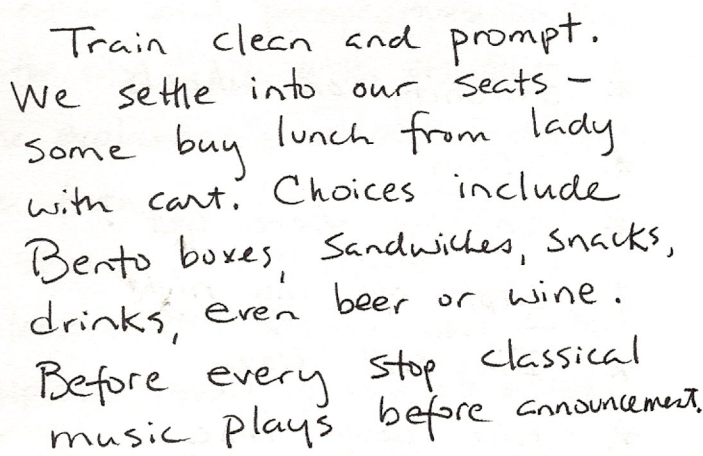 Train clean and prompt.
We settle into our seats –
some buy lunch from lady
with cart. Choices include
Bento boxes, Sandwiches, snacks,
drinks, even beer or wine.
Before every stop classical
music plays before announcement.